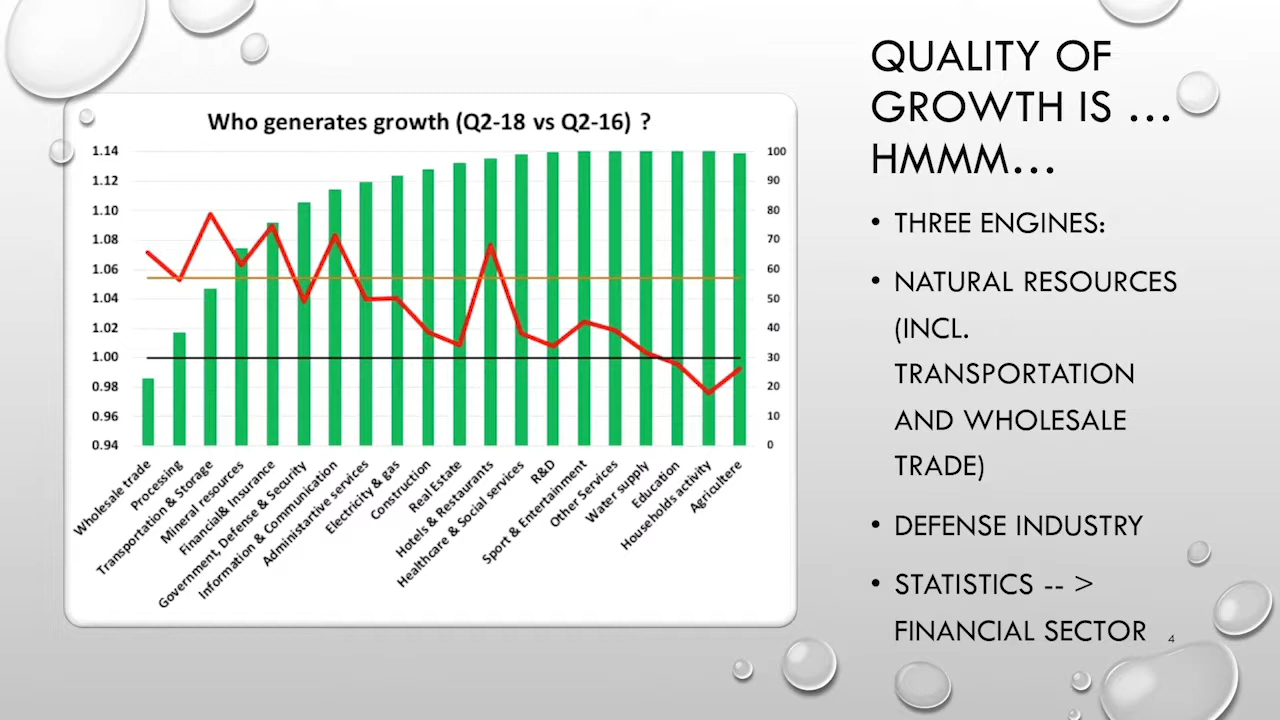 QUALITY OF
GROWTH IS …
HMMM…
Who generates growth (Q2-18 vs Q2-16) ?
1.14
1.12
1.10
1.08
1.06
1.04
1.02
1.00
0.98
0.96
0.94
100
90
80
70
60
50
40
30
20
10
0
Wholesale trade
Processing
Transportation & Storage
Mineral resources
Financial& Insurance
Government, Defense & Security
Information & Communication
Administartive services
Electricity & gas
Construction
Real Estate
Hotels & Restaurants
Healthcare & Social services
R&D
Sport & Entertainment
Other Services
Water supply
Education
Households activity
Agricultere
• THREE ENGINES:
• NATURAL RESOURCES
(INCL.
TRANSPORTATION
AND WHOLESALE
TRADE)
• DEFENSE INDUSTRY
• STATISTICS -- >
FINANCIAL SECTOR
4